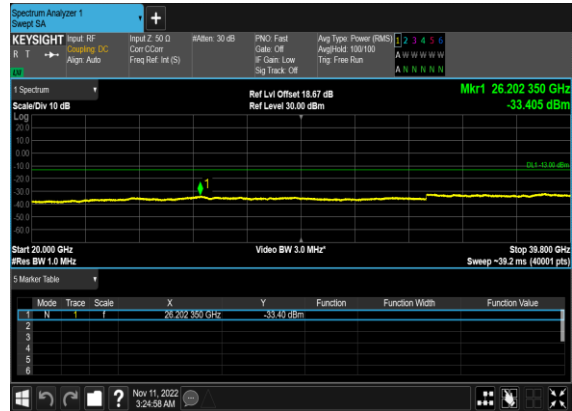 Spectrum Analyzer 1
Swept SA
+
KEYSIGHT Input: RF Input Z: 50 Ω #Atten: 30 dB PNO: Fast Avg Type: Power (RMS) 1 2 3 4 5 6
R T Coupling: DC Corr CCorr Gate: Off Avg|Hold: 100/100 A W W W W W
Align: Auto Freq Ref: Int (S) IF Gain: Low Trig: Free Run
Sig Track: Off A N N N N N
1 Spectrum Ref Lvl Offset 18.67 dB Mkr1 26.202 350 GHz
Scale/Div 10 dB Ref Level 30.00 dBm -33.405 dBm
Log
20.0
10.0
0.00
-10.0 DL1 -13.00 dBm
-20.0
-30.0 1
-40.0
-50.0
-60.0
Start 20.000 GHz Video BW 3.0 MHz* Stop 39.800 GHz
#Res BW 1.0 MHz Sweep ~39.2 ms (40001 pts)
5 Marker Table
Mode Trace Scale X Y Function Function Width Function Value
1 N 1 f 26.202 350 GHz -33.40 dBm
2
3
4
5
6
? Nov 11, 2022
3:24:58 AM